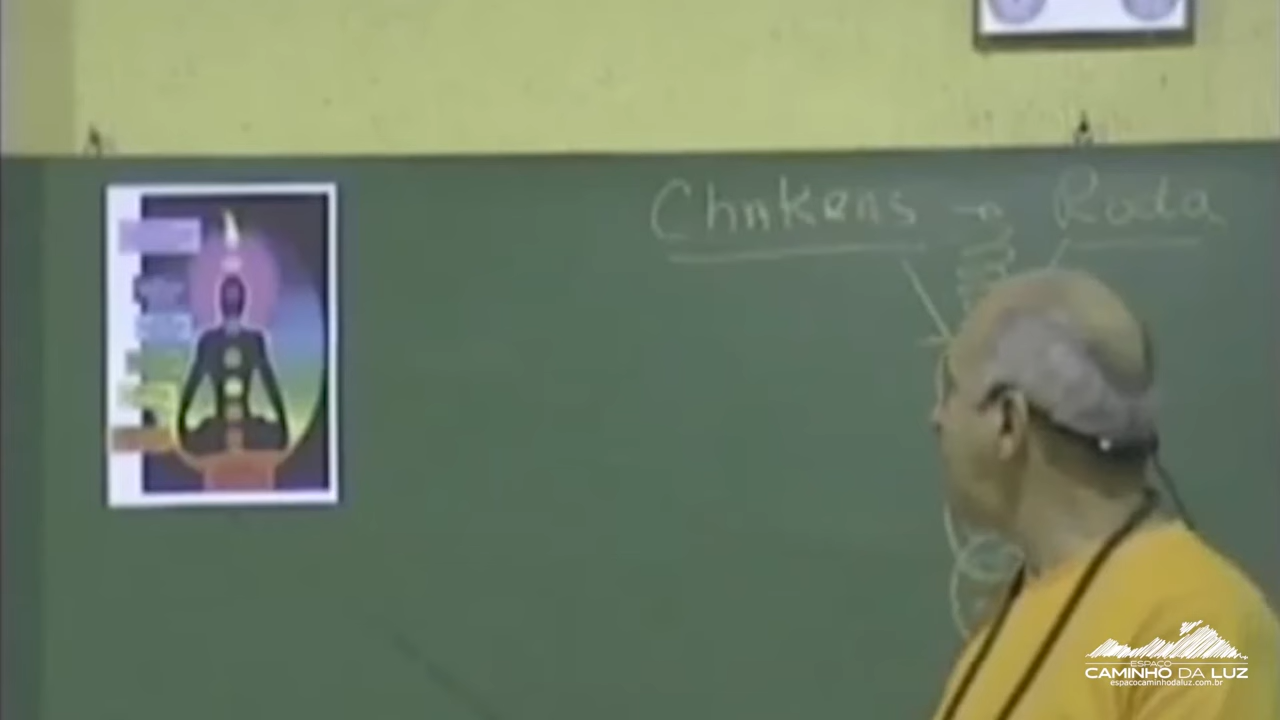 Chakras → Roda
ESPAÇO
CAMINHO DA LUZ
espacocaminhodaluz.com.br